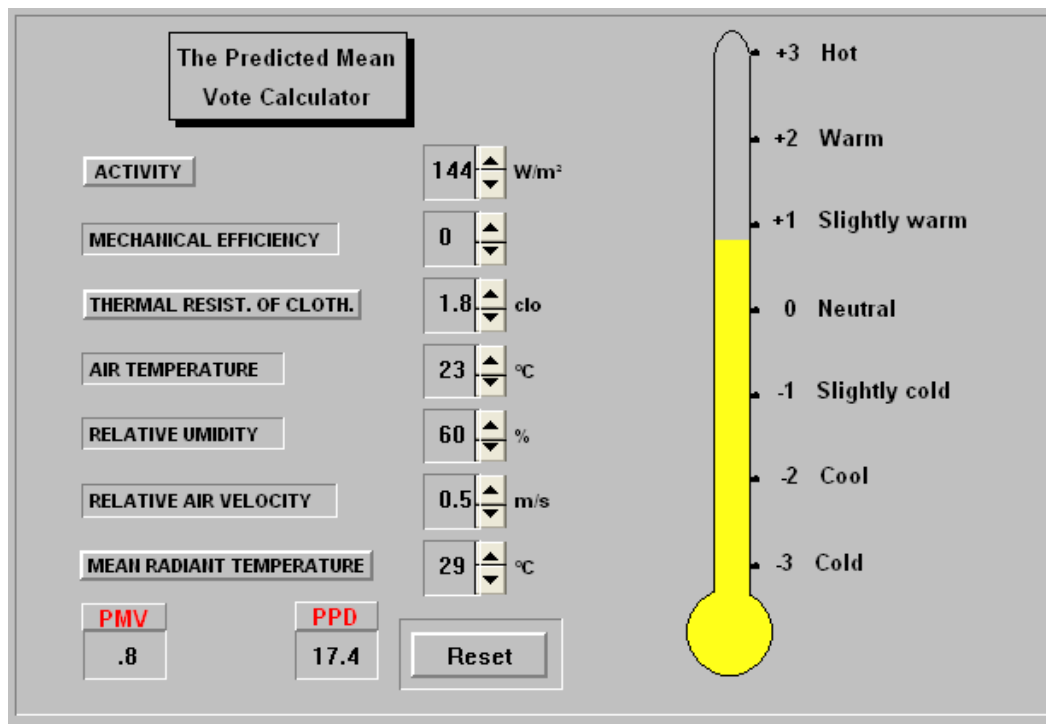 The Predicted Mean
Vote Calculator
ACTIVITY 144 W/m²
MECHANICAL EFFICIENCY 0
THERMAL RESIST. OF CLOTH. 1.8 clo
AIR TEMPERATURE 23 °C
RELATIVE UMIDITY 60 %
RELATIVE AIR VELOCITY 0.5 m/s
MEAN RADIANT TEMPERATURE 29 °C
PMV PPD
.8 17.4 Reset
+3 Hot
+2 Warm
+1 Slightly warm
0 Neutral
-1 Slightly cold
-2 Cool
-3 Cold